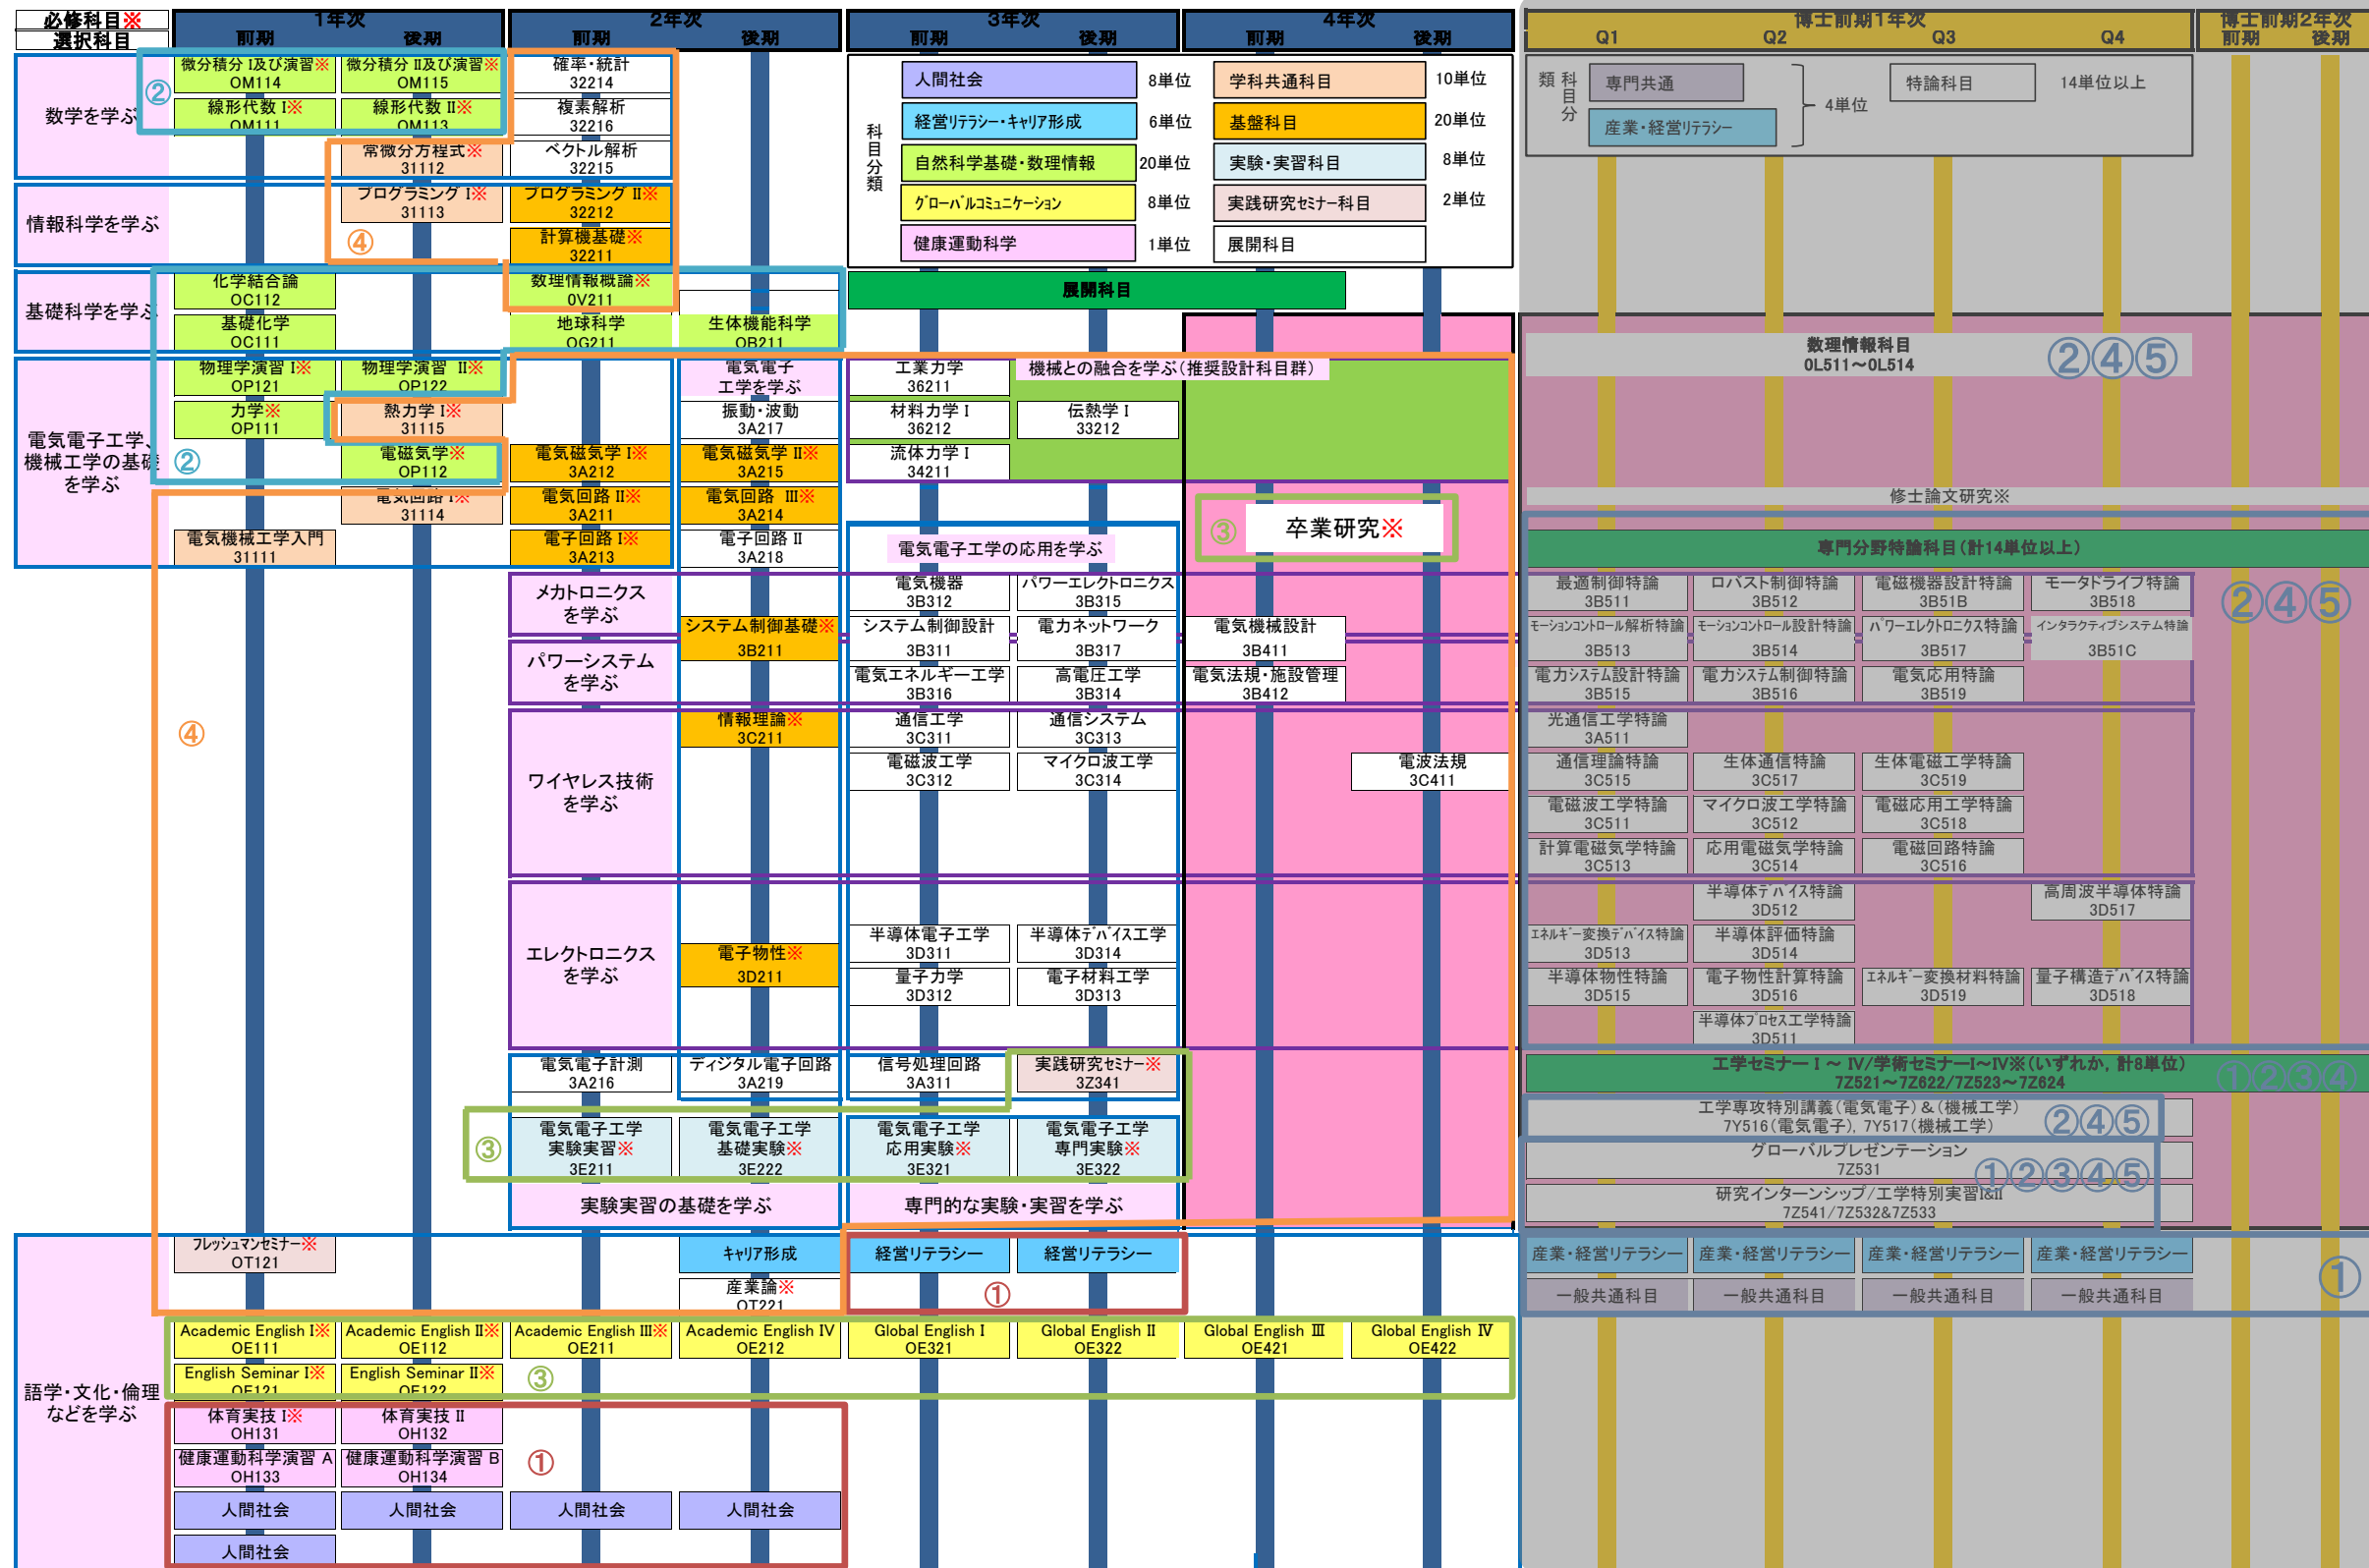 必修科目※
選択科目
1年次
前期 後期
2年次
前期 後期
3年次
前期 後期
4年次
前期 後期
博士前期1年次
Q1 Q2 Q3 Q4
博士前期2年次
前期 後期
数学を学ぶ
②
微分積分 I及び演習※
OM114
微分積分 II及び演習※
OM115
確率・統計
32214
線形代数 I※
OM111
線形代数 II※
OM113
複素解析
32216
常微分方程式※
31112
ベクトル解析
32215
科目分類
人間社会 8単位
経営リテラシー・キャリア形成 6単位
自然科学基礎・数理情報 20単位
グローバルコミュニケーション 8単位
健康運動科学 1単位
学科共通科目 10単位
基盤科目 20単位
実験・実習科目 8単位
実践研究セミナー科目 2単位
展開科目
類 科目分
専門共通
産業・経営リテラシー
4単位
特論科目 14単位以上
情報科学を学ぶ
プログラミング I※
31113
プログラミング II※
32212
④
計算機基礎※
32211
基礎科学を学ぶ
化学結合論
OC112
数理情報概論※
0V211
展開科目
基礎化学
OC111
地球科学
OG211
生体機能科学
OB211
電気電子工学、
機械工学の基礎
を学ぶ
物理学演習 I※
OP121
物理学演習 II※
OP122
電気電子
工学を学ぶ
工業力学
36211
機械との融合を学ぶ（推奨設計科目群）
数理情報科目
0L511～0L514
②④⑤
力学※
OP111
熱力学 I※
31115
振動・波動
3A217
材料力学 I
36212
伝熱学 I
33212
②
電磁気学※
OP112
電気磁気学 I※
3A212
電気磁気学 II※
3A215
流体力学 I
34211
電気回路 I※
31114
電気回路 II※
3A211
電気回路 III※
3A214
③ 卒業研究※
修士論文研究※
電気機械工学入門
31111
電子回路 I※
3A213
電子回路 II
3A218
電気電子工学の応用を学ぶ
専門分野特論科目（計14単位以上）
②④⑤
メカトロニクス
を学ぶ
電気機器
3B312
パワーエレクトロニクス
3B315
最適制御特論
3B511
ロバスト制御特論
3B512
電磁機器設計特論
3B51B
モータドライブ特論
3B518
システム制御基礎※
3B211
システム制御設計
3B311
電力ネットワーク
3B317
電気機械設計
3B411
モーションコントロール解析特論
3B513
モーションコントロール設計特論
3B514
パワーエレクトロニクス特論
3B517
インタラクティブシステム特論
3B51C
パワーシステム
を学ぶ
電気エネルギー工学
3B316
高電圧工学
3B314
電気法規・施設管理
3B412
電力システム設計特論
3B515
電力システム制御特論
3B516
電気応用特論
3B519
④
ワイヤレス技術
を学ぶ
情報理論※
3C211
通信工学
3C311
通信システム
3C313
光通信工学特論
3A511
電磁波工学
3C312
マイクロ波工学
3C314
電波法規
3C411
通信理論特論
3C515
生体通信特論
3C517
生体電磁工学特論
3C519
電磁波工学特論
3C511
マイクロ波工学特論
3C512
電磁応用工学特論
3C518
計算電磁気学特論
3C513
応用電磁気学特論
3C514
電磁回路特論
3C516
エレクトロニクス
を学ぶ
半導体デバイス特論
3D512
高周波半導体特論
3D517
電子物性※
3D211
半導体電子工学
3D311
半導体デバイス工学
3D314
エネルギー変換デバイス特論
3D513
半導体評価特論
3D514
量子力学
3D312
電子材料工学
3D313
半導体物性特論
3D515
電子物性計算特論
3D516
エネルギー変換材料特論
3D519
量子構造デバイス特論
3D518
半導体プロセス工学特論
3D511
電気電子計測
3A216
ディジタル電子回路
3A219
信号処理回路
3A311
実践研究セミナー※
3Z341
工学セミナー I ～ IV/学術セミナーI～IV※（いずれか, 計8単位）
7Z521～7Z622/7Z523～7Z624
①②③④
③
電気電子工学
実験実習※
3E211
電気電子工学
基礎実験※
3E222
電気電子工学
応用実験※
3E321
電気電子工学
専門実験※
3E322
工学専攻特別講義（電気電子）＆（機械工学）
7Y516（電気電子）, 7Y517（機械工学）
②④⑤
グローバルプレゼンテーション
7Z531
①②③④⑤
実験実習の基礎を学ぶ
専門的な実験・実習を学ぶ
研究インターンシップ/工学特別実習I&II
7Z541/7Z532&7Z533
語学・文化・倫理
などを学ぶ
フレッシュマンセミナー※
OT121
キャリア形成
経営リテラシー
経営リテラシー
産業・経営リテラシー
産業・経営リテラシー
産業・経営リテラシー
産業・経営リテラシー
①
産業論※
OT221
①
一般共通科目
一般共通科目
一般共通科目
一般共通科目
Academic English I※
OE111
Academic English II※
OE112
Academic English III※
OE211
Academic English IV
OE212
Global English I
OE321
Global English II
OE322
Global English III
OE421
Global English IV
OE422
English Seminar I※
OE121
English Seminar II※
OE122
③
体育実技 I※
OH131
体育実技 II
OH132
健康運動科学演習 A
OH133
健康運動科学演習 B
OH134
①
人間社会
人間社会
人間社会
人間社会
人間社会